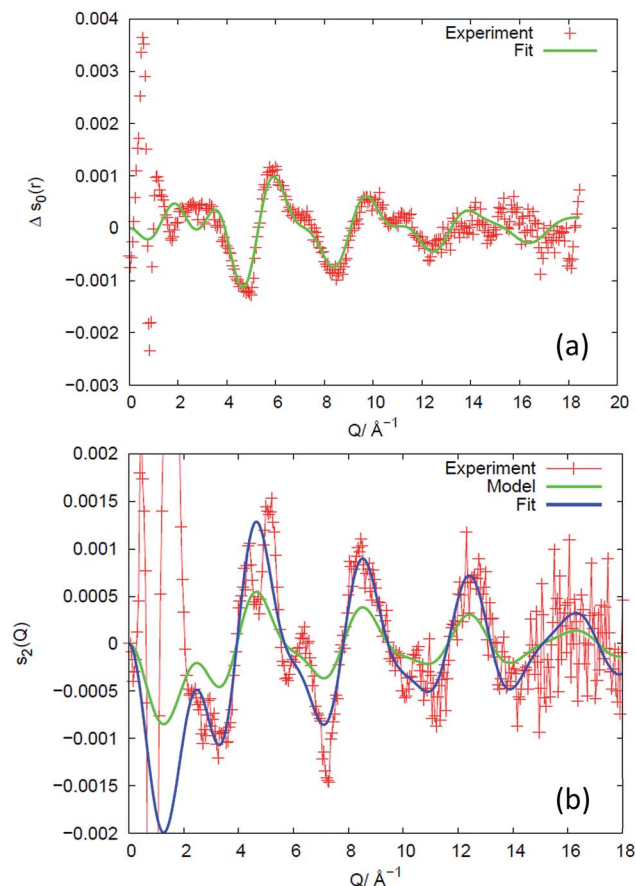 0.004
0.003
0.002
0.001
0
−0.001
−0.002
−0.003
Δ s₀(r)
Experiment
Fit
(a)
0 2 4 6 8 10 12 14 16 18 20
Q/ Å⁻¹
0.002
0.0015
0.001
0.0005
0
−0.0005
−0.001
−0.0015
−0.002
s₂(Q)
Experiment
Model
Fit
(b)
0 2 4 6 8 10 12 14 16 18
Q/ Å⁻¹